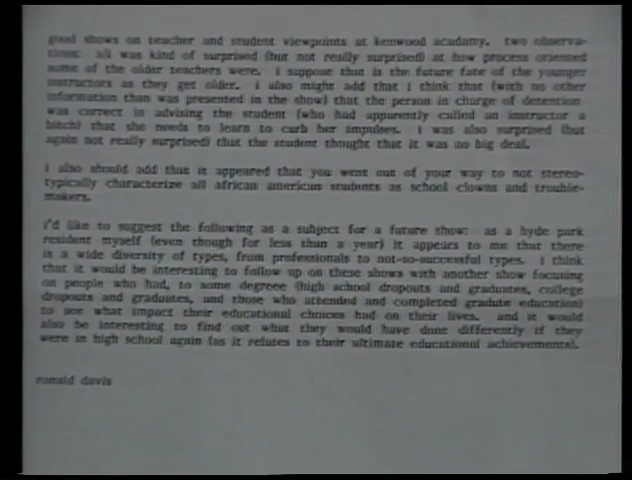 good shows on teacher and student viewpoints at kenwood academy. two observa-
tions: all was kind of surprised (but not really surprised) at how process oriented
some of the older teachers were. i suppose that is the future fate of the younger
instructors as they get older. i also might add that i think that (with no other
information than was presented in the show) that the person in charge of detention
was correct in advising the student (who had apparently called an instructor a
bitch) that she needs to learn to curb her impulses. i was also surprised (but
again not really surprised) that the student thought that it was no big deal.
i also should add that it appeared that you went out of your way to not stereo-
typically characterize all african american students as school clowns and trouble-
makers.
i'd like to suggest the following as a subject for a future show: as a hyde park
resident myself (even though for less than a year) it appears to me that there
is a wide diversity of types, from professionals to not-so-successful types. i think
that it would be interesting to follow up on these shows with another show focusing
on people who had, to some degreee (high school dropouts and graduates, college
dropouts and graduates, and those who attended and completed gradute education)
to see what impact their educational choices had on their lives. and it would
also be interesting to find out what they would have done differently if they
were in high school again (as it relates to their ultimate educational achievements).
ronald davis